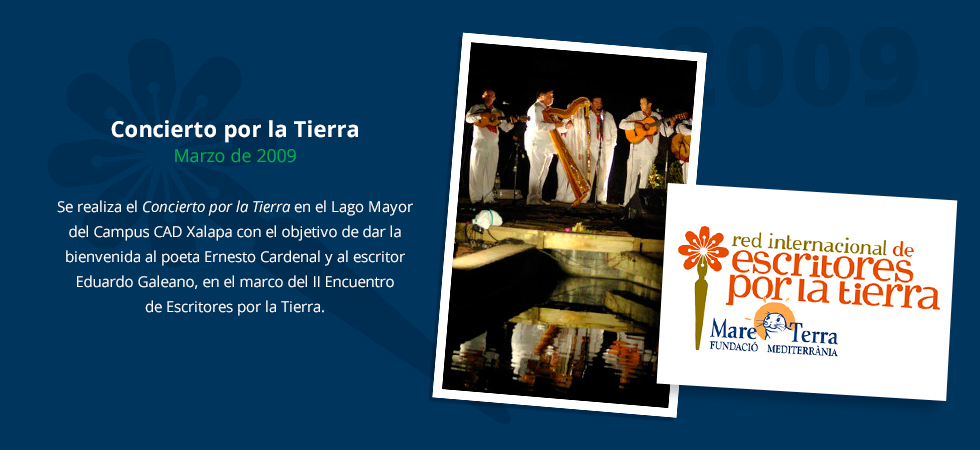 2009
Concierto por la Tierra
Marzo de 2009
Se realiza el Concierto por la Tierra en el Lago Mayor
del Campus CAD Xalapa con el objetivo de dar la
bienvenida al poeta Ernesto Cardenal y al escritor
Eduardo Galeano, en el marco del II Encuentro
de Escritores por la Tierra.
red internacional de
escritores
por la tierra
Mare Terra
FUNDACIÓ MEDITERRÀNIA